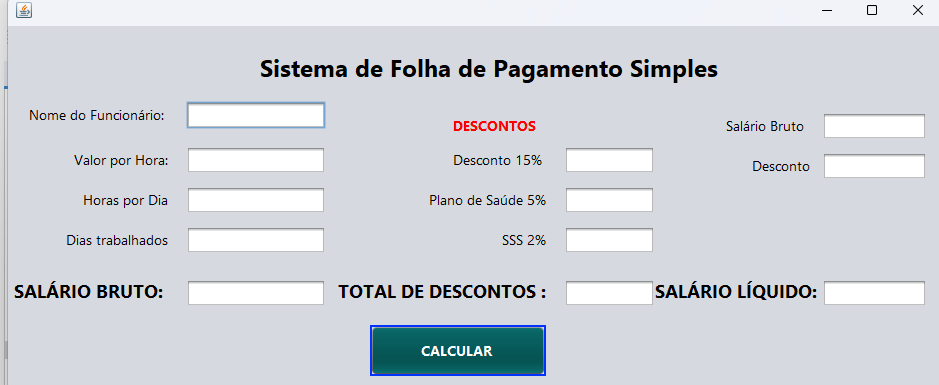 Sistema de Folha de Pagamento Simples
Nome do Funcionário:
DESCONTOS
Salário Bruto
Valor por Hora:
Desconto 15%
Desconto
Horas por Dia
Plano de Saúde 5%
Dias trabalhados
SSS 2%
SALÁRIO BRUTO:
TOTAL DE DESCONTOS :
SALÁRIO LÍQUIDO:
CALCULAR